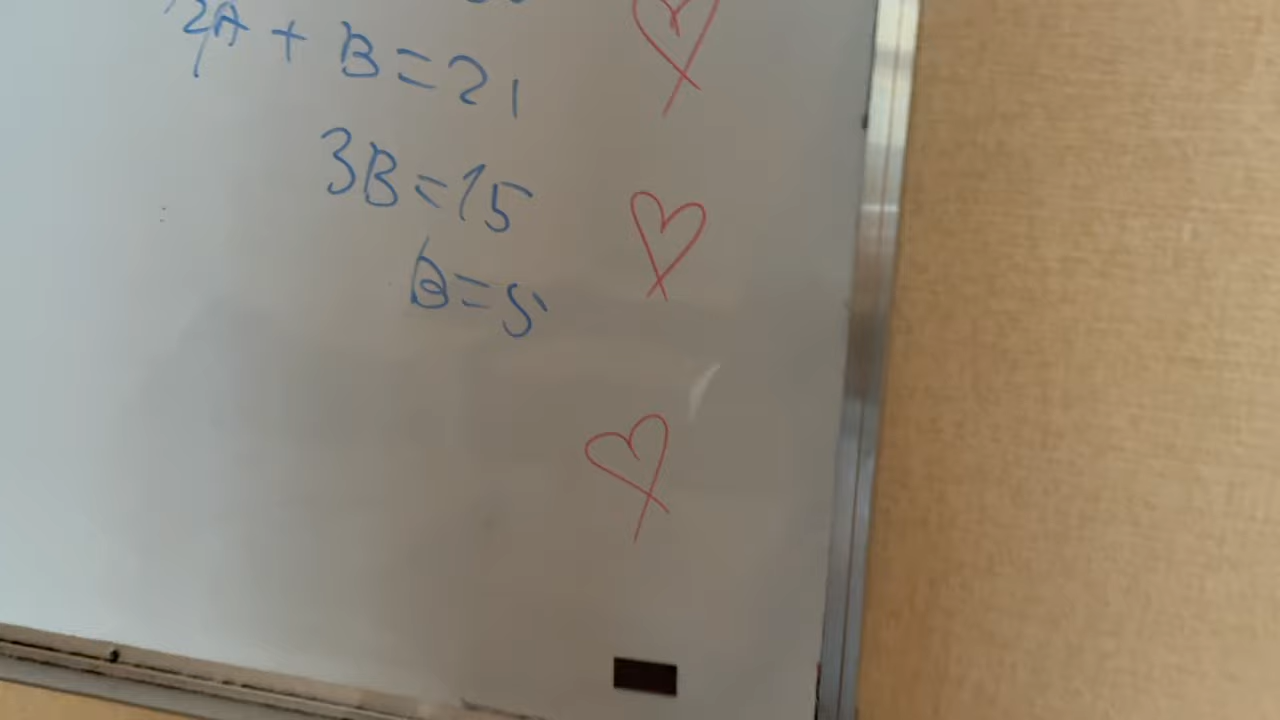 2A + B = 21
3B = 15
B = 5